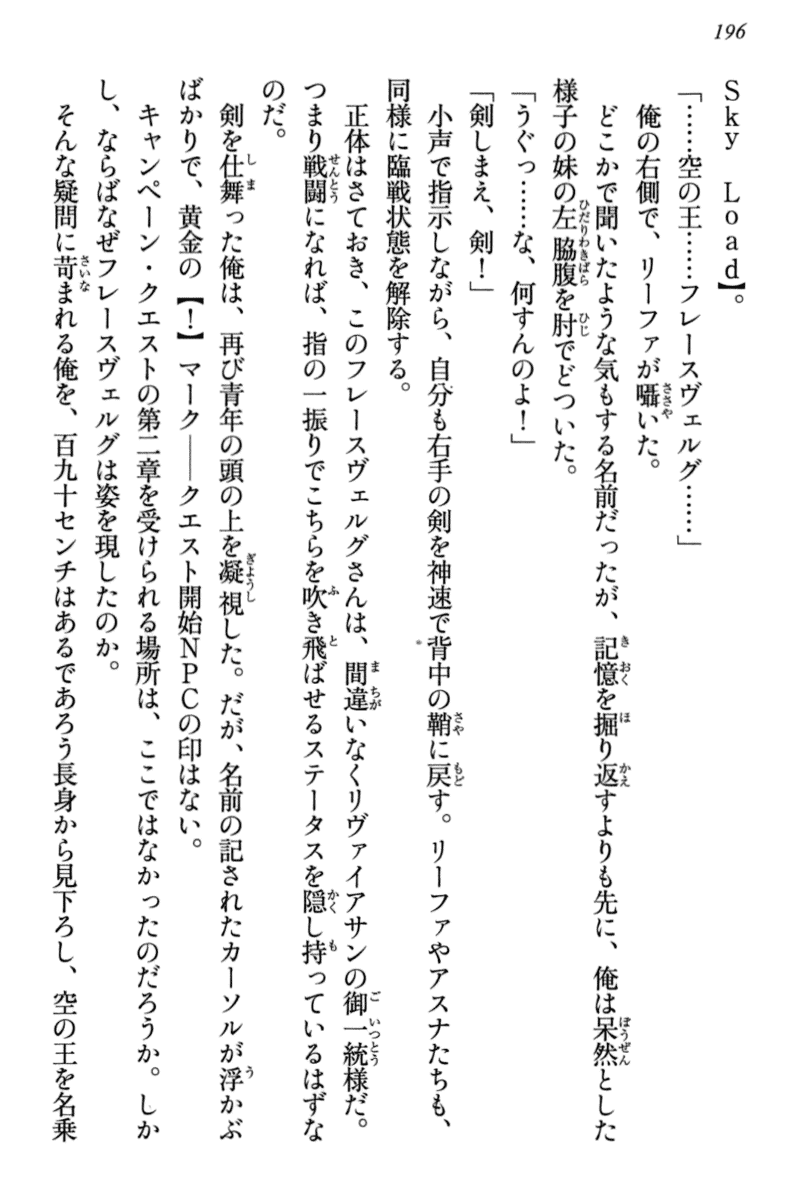 196
Sky Load】。
「……空の王……フレースヴェルグ……」
俺の右側で、リーファが囁いた。
どこかで聞いたような気もする名前だったが、記憶を掘り返すよりも先に、俺は呆然とした
様子の妹の左脇腹を肘でどついた。
「うぐっ……な、何すんのよ！」
「剣しまえ、剣！」
小声で指示しながら、自分も右手の剣を神速で背中の鞘に戻す。リーファやアスナたちも、
同様に臨戦状態を解除する。
正体はさておき、このフレースヴェルグさんは、間違いなくリヴァイアサンの御一統様だ。
つまり戦闘になれば、指の一振りでこちらを吹き飛ばせるステータスを隠し持っているはずな
のだ。
剣を仕舞った俺は、再び青年の頭の上を凝視した。だが、名前の記されたカーソルが浮かぶ
ばかりで、黄金の【！】マーク――クエスト開始NPCの印はない。
キャンペーン・クエストの第二章を受けられる場所は、ここではなかったのだろうか。しか
し、ならばなぜフレースヴェルグは姿を現したのか。
そんな疑問に苛まれる俺を、百九十センチはあるであろう長身から見下ろし、空の王を名乗